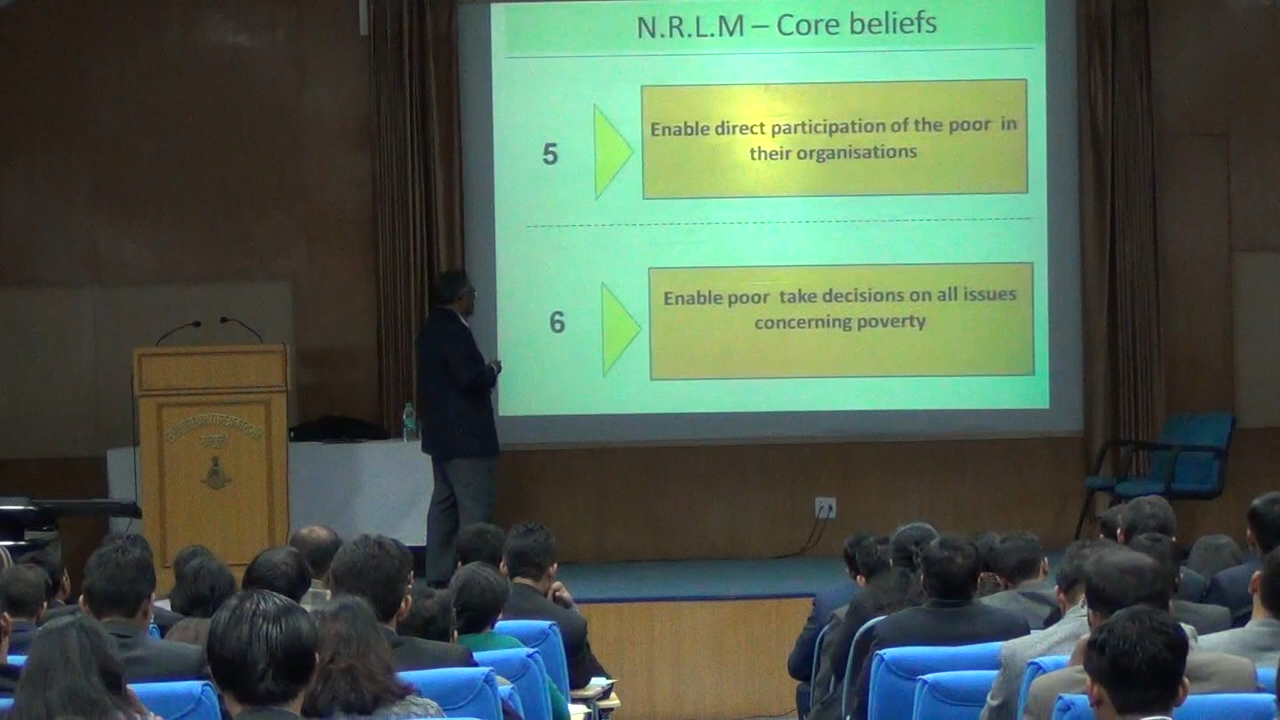 N.R.L.M – Core beliefs
5
Enable direct participation of the poor in
their organisations
6
Enable poor take decisions on all issues
concerning poverty